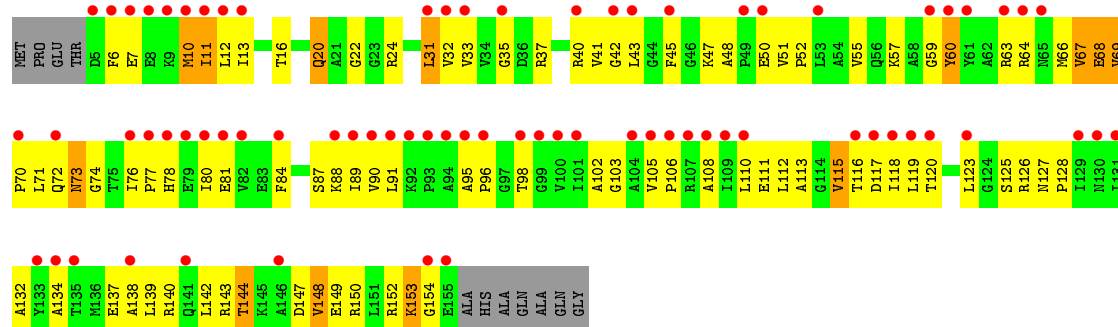 MET PRO GLU THR D5 F6 E7 E8 K9 M10 I11 L12 I13 T16 Q20 A21 G22 G23 R24 L31 V32 V33 V34 G35 D36 R37 R40 V41 G42 L43 G44 F45 G46 K47 A48 P49 E50 V51 P52 L53 A54 V55 Q56 K57 A58 G59 Y60 Y61 A62 R63 R64 N65 M66 V67 E68 V69
P70 L71 Q72 N73 G74 T75 I76 P77 H78 E79 I80 E81 V82 E83 F84 S87 K88 I89 V90 L91 K92 P93 A94 A95 P96 G97 T98 G99 V100 I101 A102 G103 A104 V105 P106 R107 A108 I109 L110 E111 L112 A113 G114 V115 T116 D117 I118 L119 T120 L123 G124 S125 R126 N127 P128 I129 N130 I131
A132 Y133 A134 T135 M136 E137 A138 L139 R140 Q141 L142 R143 T144 K145 A146 D147 V148 E149 R150 L151 R152 K153 G154 E155 ALA HIS ALA GLN ALA GLN GLY